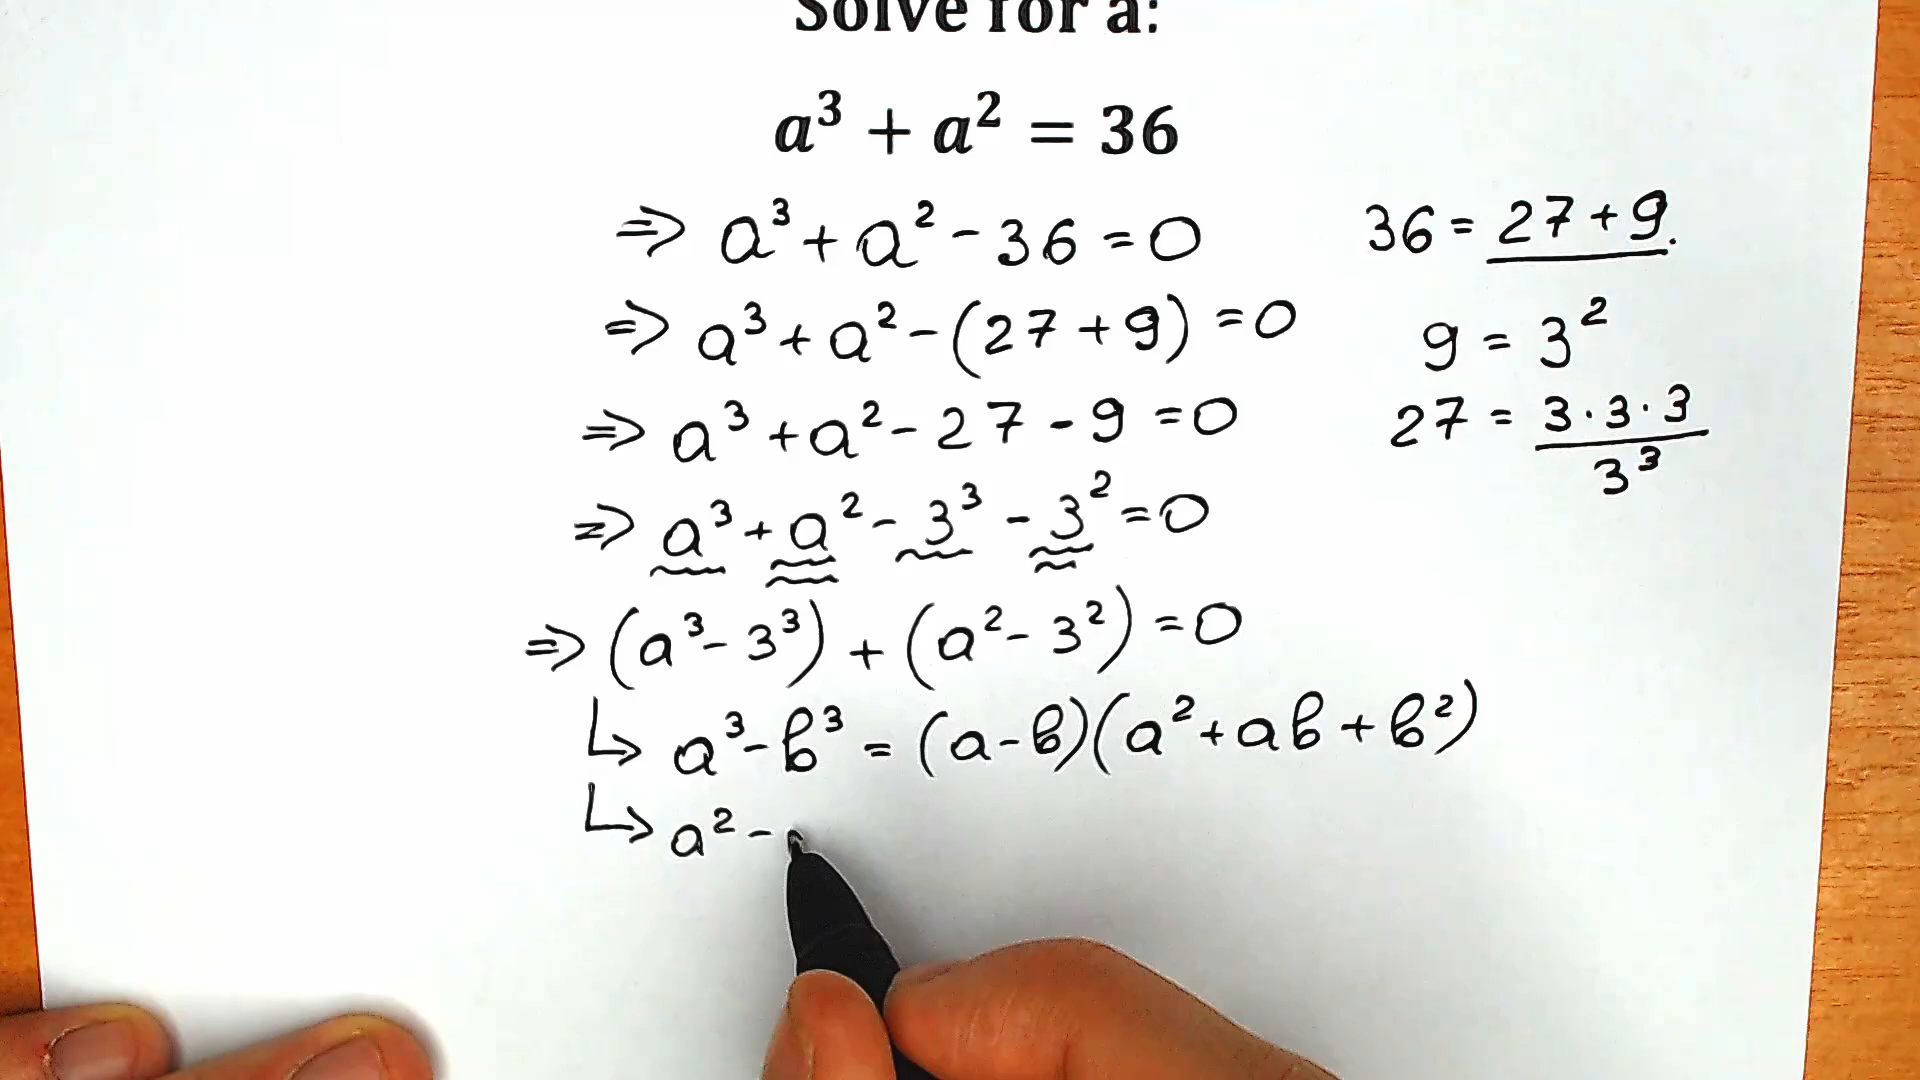 Solve for a:
a³ + a² = 36
⇒ a³ + a² - 36 = 0
⇒ a³ + a² - (27 + 9) = 0
⇒ a³ + a² - 27 - 9 = 0
⇒ a³ + a² - 3³ - 3² = 0
⇒ (a³ - 3³) + (a² - 3²) = 0
↳ a³ - b³ = (a - b)(a² + ab + b²)
↳ a² -
36 = 27 + 9.
9 = 3²
27 = 3·3·3
3³